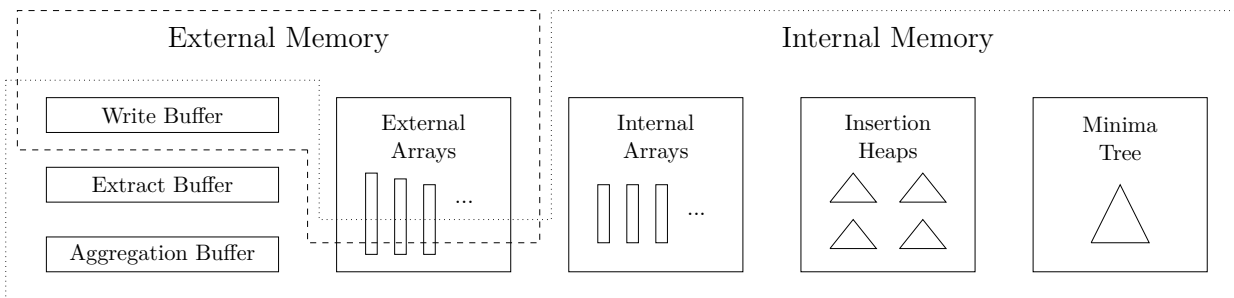 External Memory
Internal Memory
Write Buffer
Extract Buffer
Aggregation Buffer
External
Arrays
...
Internal
Arrays
...
Insertion
Heaps
Minima
Tree